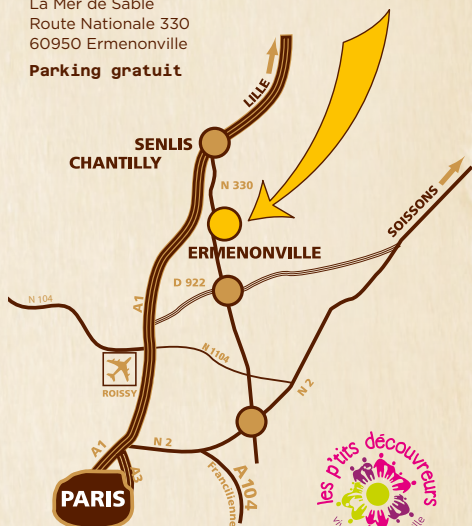 La Mer de Sable
Route Nationale 330
60950 Ermenonville
Parking gratuit
LILLE
SENLIS
CHANTILLY
N 330
SOISSONS
ERMENONVILLE
D 922
N 104
A1
N 1104
ROISSY
N 2
A1
N 2
A3
Francilienne
A 104
PARIS
les p'tits découvreurs